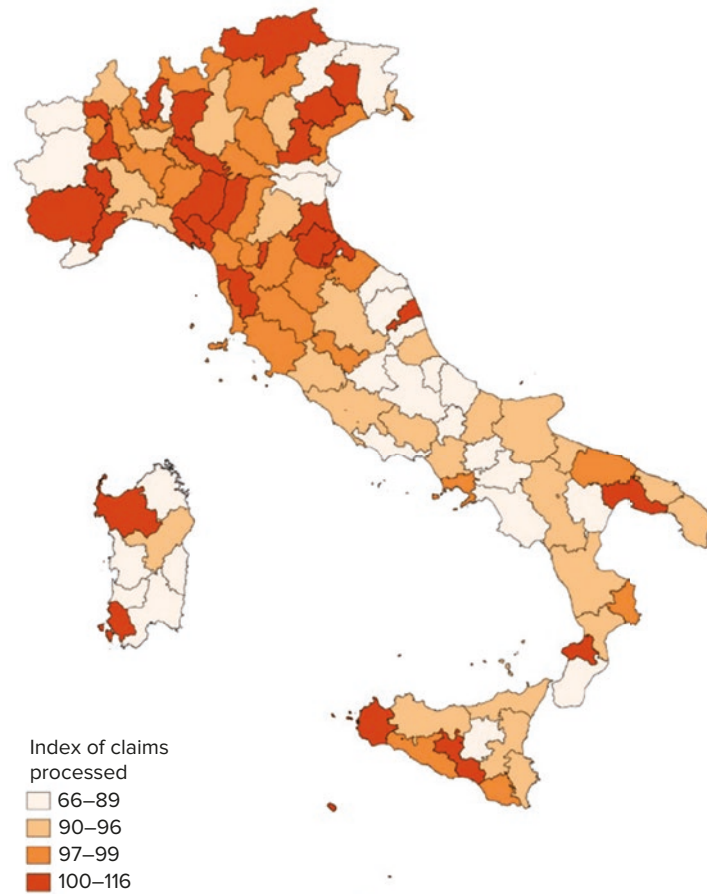 Index of claims
processed
66–89
90–96
97–99
100–116